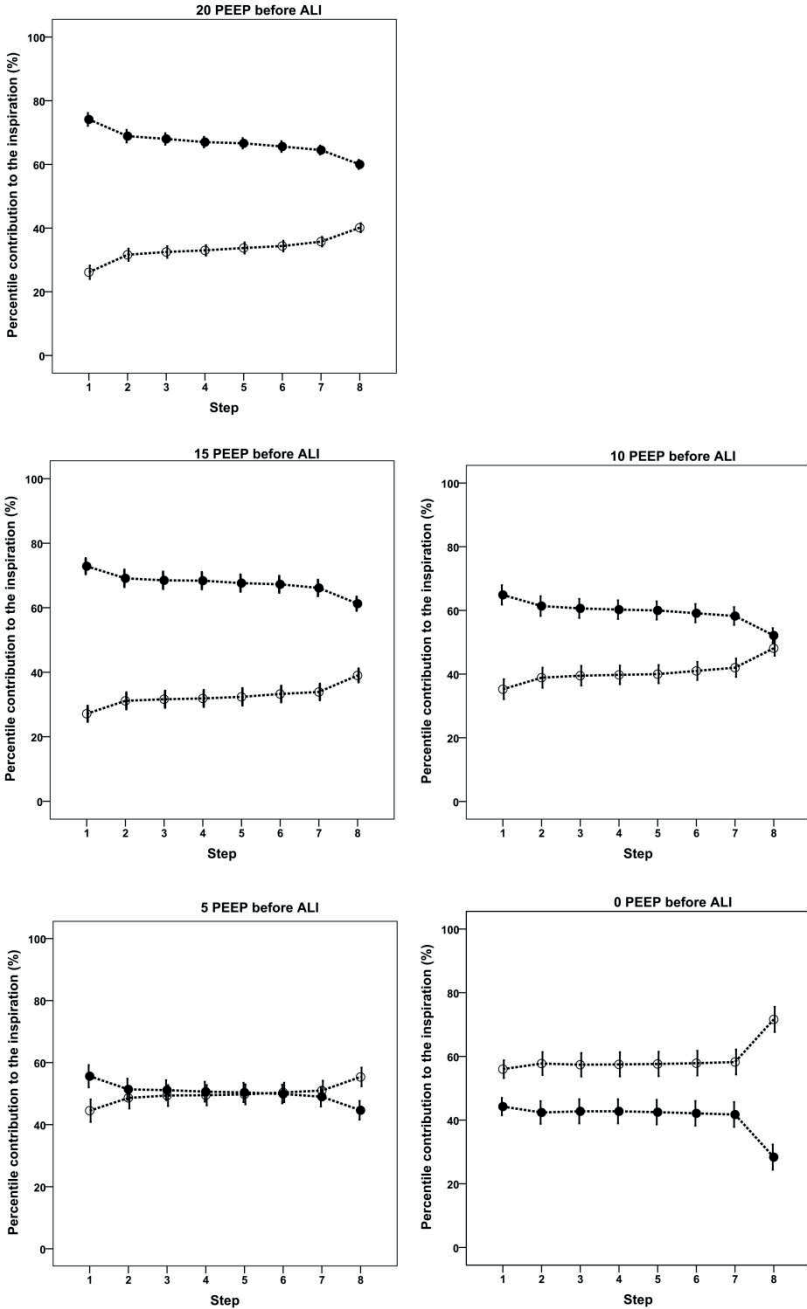 20 PEEP before ALI
Percentile contribution to the inspiration (%)
100
80
60
40
20
0
1 2 3 4 5 6 7 8
Step
15 PEEP before ALI
Percentile contribution to the inspiration (%)
100
80
60
40
20
0
1 2 3 4 5 6 7 8
Step
10 PEEP before ALI
Percentile contribution to the inspiration (%)
100
80
60
40
20
0
1 2 3 4 5 6 7 8
Step
5 PEEP before ALI
Percentile contribution to the inspiration (%)
100
80
60
40
20
0
1 2 3 4 5 6 7 8
Step
0 PEEP before ALI
Percentile contribution to the inspiration (%)
100
80
60
40
20
0
1 2 3 4 5 6 7 8
Step